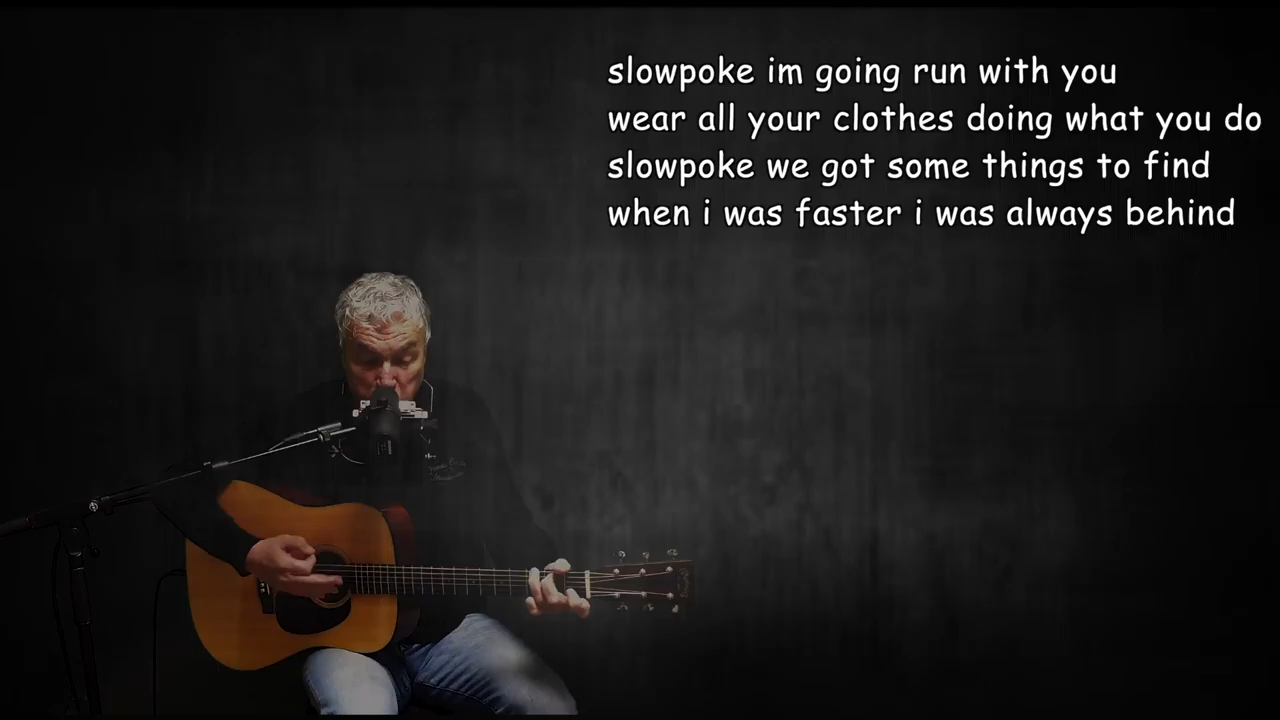 slowpoke im going run with you
wear all your clothes doing what you do
slowpoke we got some things to find
when i was faster i was always behind